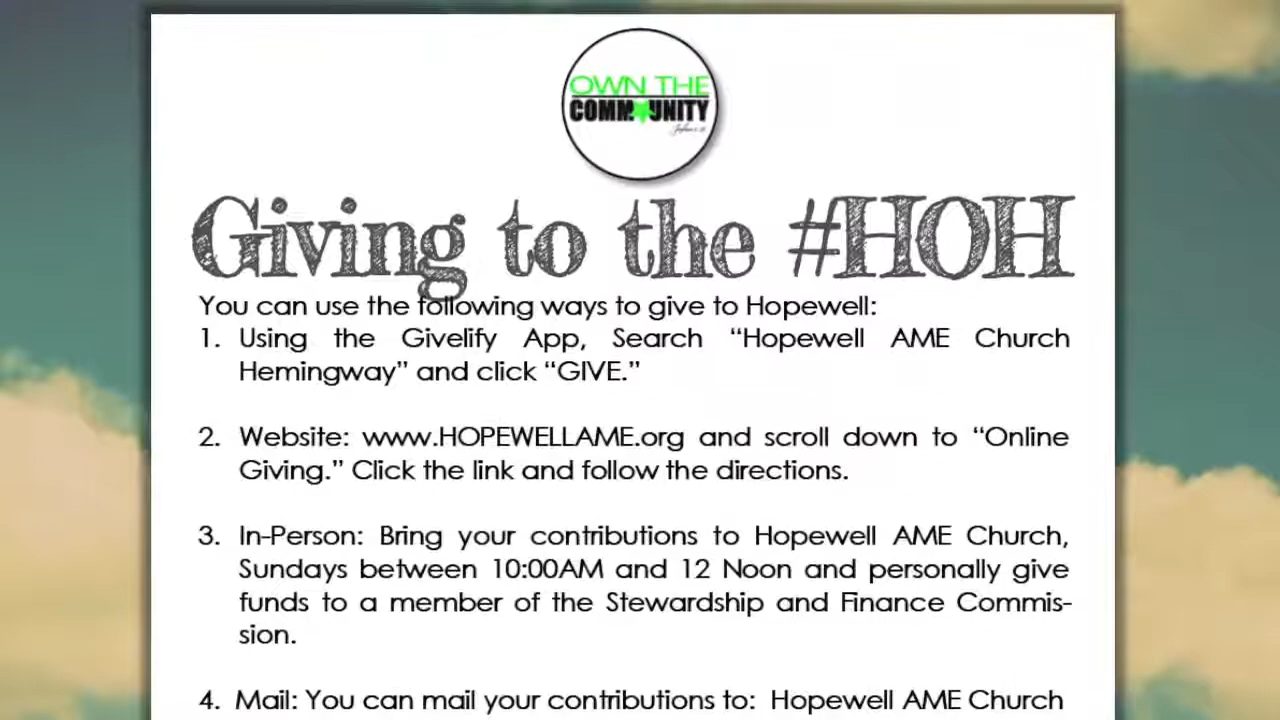 OWN THE
COMMUNITY
Giving to the #HOH
You can use the following ways to give to Hopewell:
1. Using the Givelify App, Search “Hopewell AME Church
Hemingway” and click “GIVE.”
2. Website: www.HOPEWELLAME.org and scroll down to “Online
Giving.” Click the link and follow the directions.
3. In-Person: Bring your contributions to Hopewell AME Church,
Sundays between 10:00AM and 12 Noon and personally give
funds to a member of the Stewardship and Finance Commis-
sion.
4. Mail: You can mail your contributions to: Hopewell AME Church